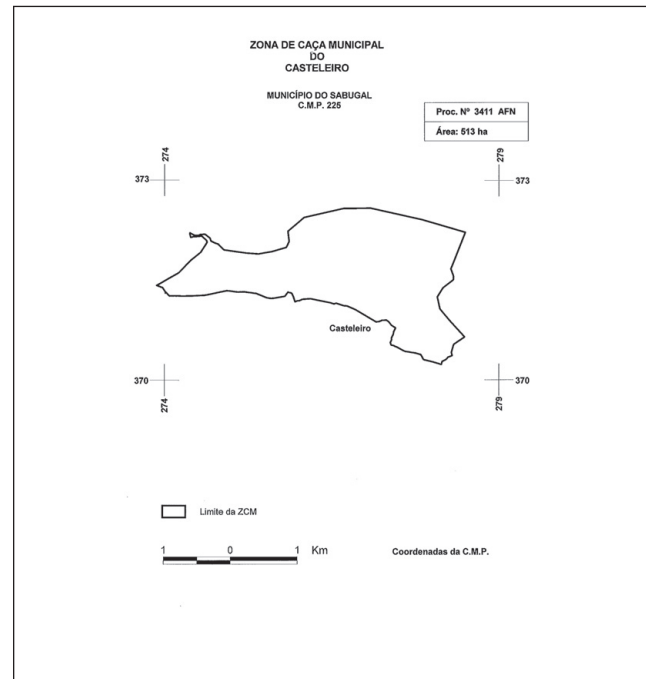 ZONA DE CAÇA MUNICIPAL
DO
CASTELEIRO
MUNICÍPIO DO SABUGAL
C.M.P. 225
Proc. Nº 3411 AFN
Área: 513 ha
274
279
373
373
Casteleiro
370
370
274
279
Limite da ZCM
1 0 1 Km
Coordenadas da C.M.P.